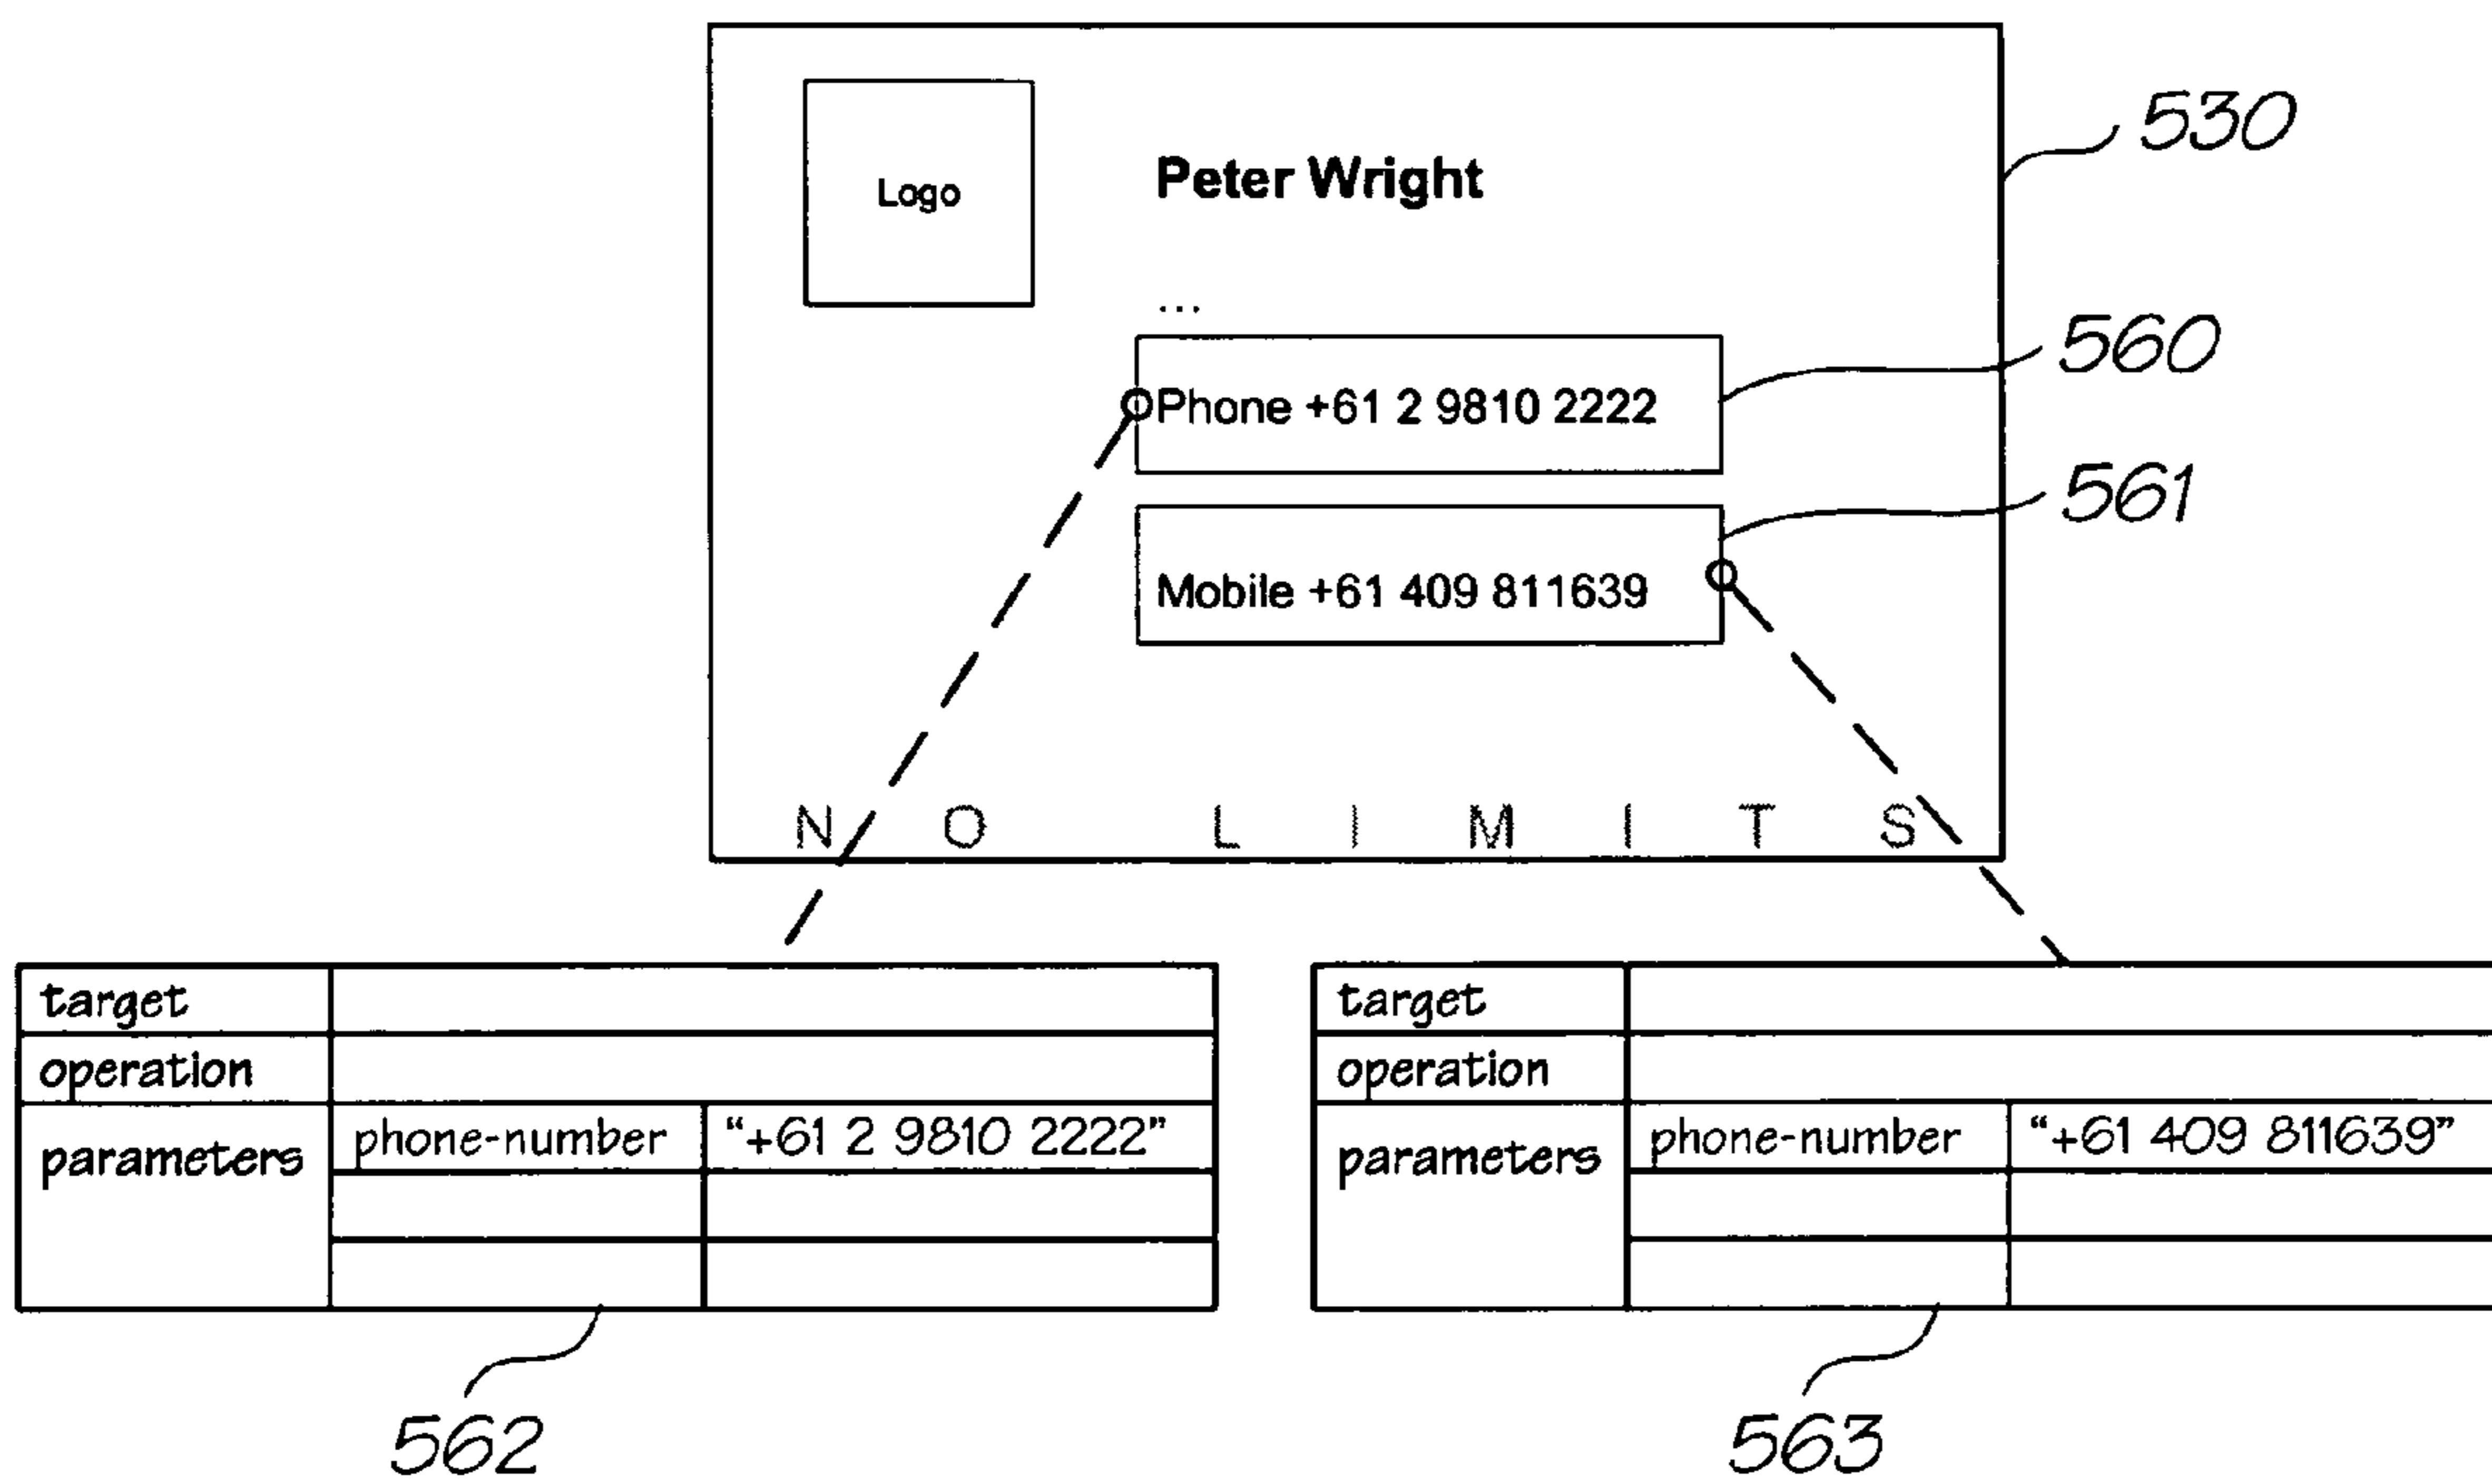 530
Logo
Peter Wright
...
560
Phone +61 2 9810 2222
561
Mobile +61 409 811639
N O L I M I T S
target
operation
parameters phone-number “+61 2 9810 2222”
562
target
operation
parameters phone-number “+61 409 811639”
563